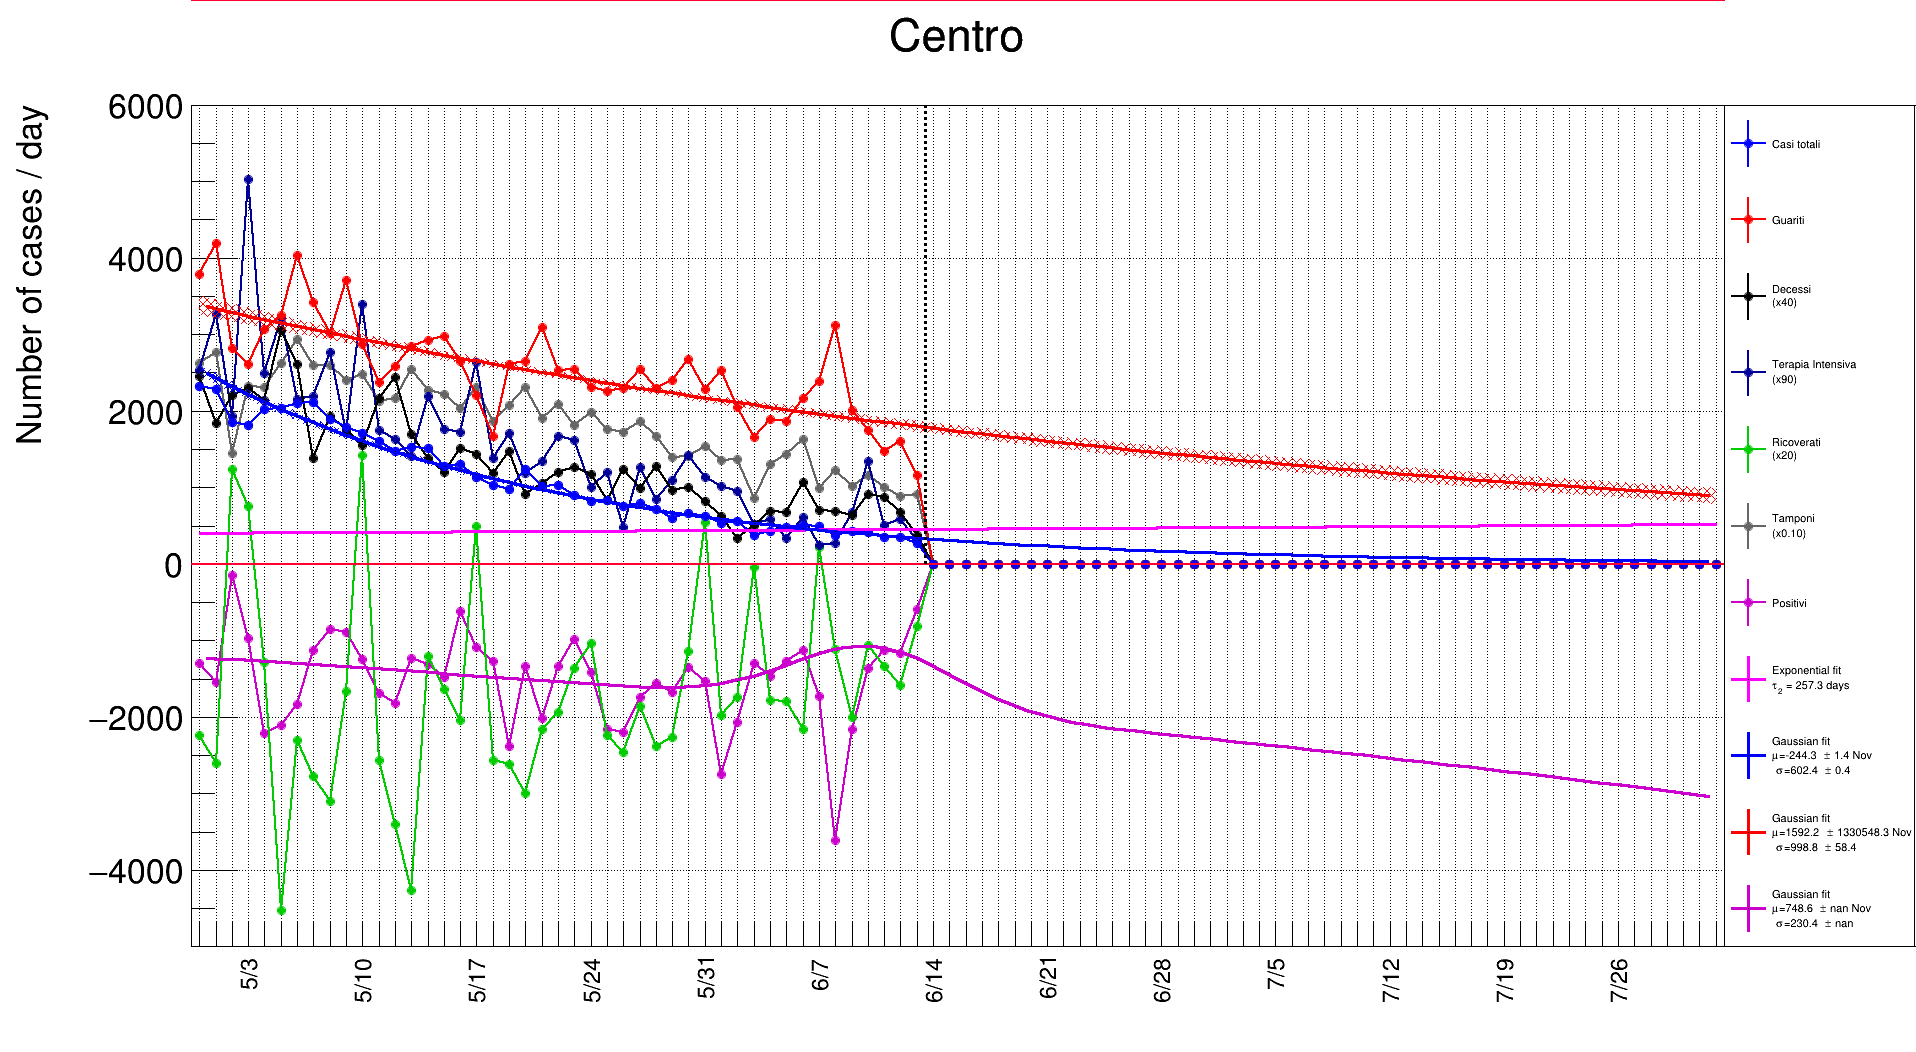 Centro
Number of cases / day
6000
4000
2000
0
−2000
−4000
5/3
5/10
5/17
5/24
5/31
6/7
6/14
6/21
6/28
7/5
7/12
7/19
7/26
Casi totali
Guariti
Decessi
(x40)
Terapia Intensiva
(x90)
Ricoverati
(x20)
Tamponi
(x0.10)
Positivi
Exponential fit
τ2 = 257.3 days
Gaussian fit
μ=-244.3 ± 1.4 Nov
σ=602.4 ± 0.4
Gaussian fit
μ=1592.2 ± 1330548.3 Nov
σ=998.8 ± 58.4
Gaussian fit
μ=748.6 ± nan Nov
σ=230.4 ± nan